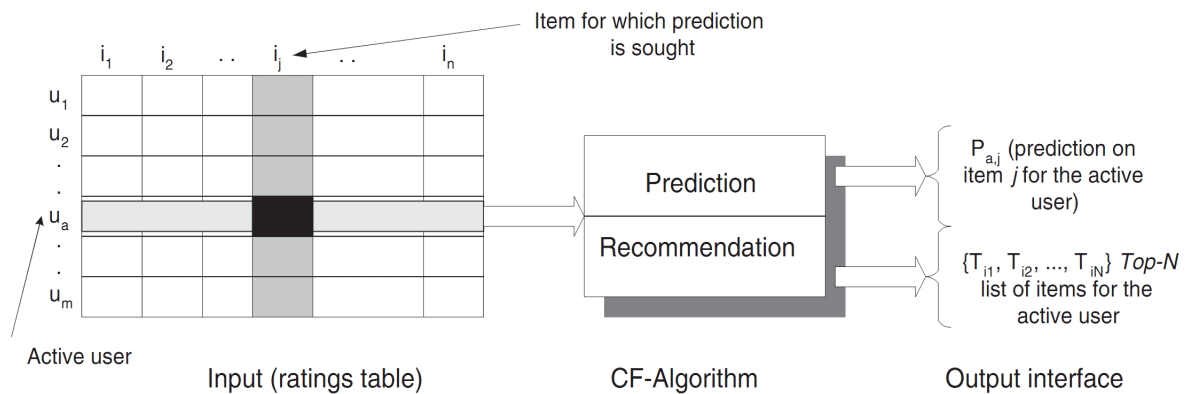 Item for which prediction
is sought
i1 i2 . . ij . . in
u1
u2
.
.
ua
.
.
um
Active user
Input (ratings table)
Prediction
Recommendation
CF-Algorithm
Pa,j (prediction on
item j for the active
user)
{Ti1, Ti2, ..., TiN} Top-N
list of items for the
active user
Output interface